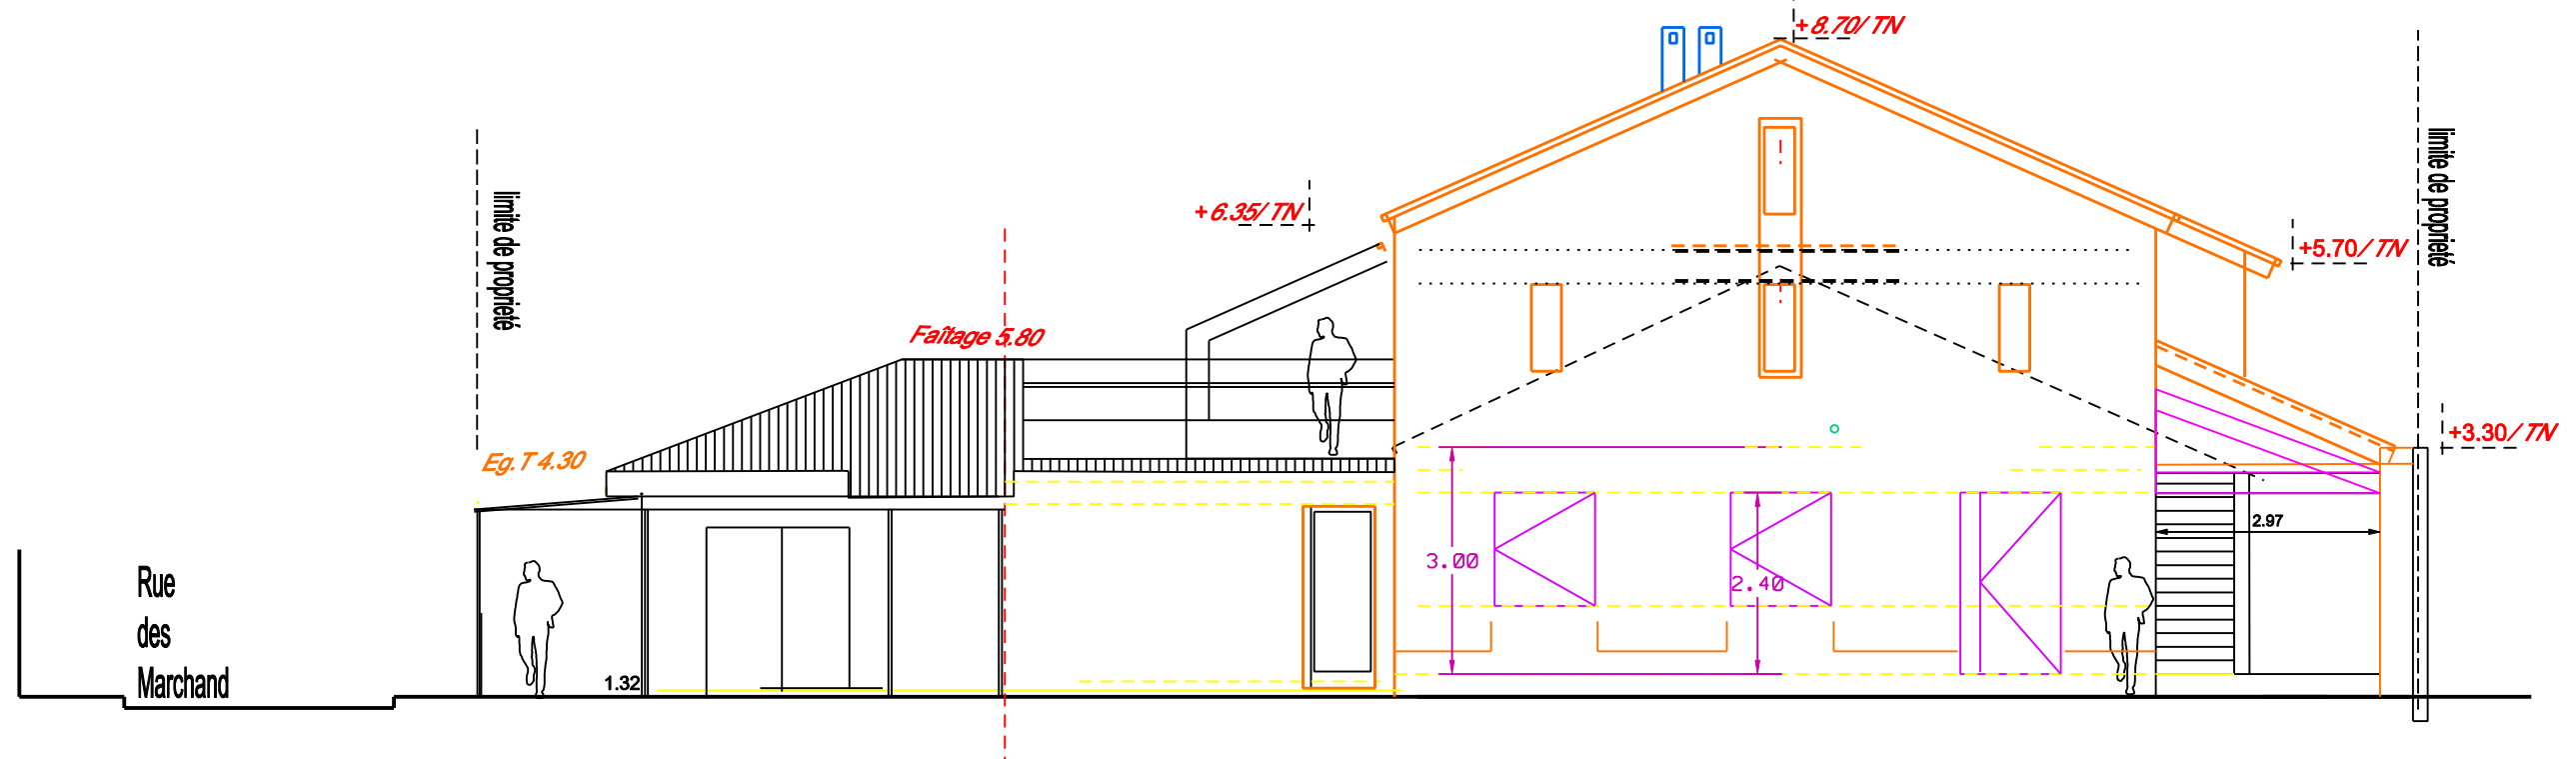 +8.70/TN
limite de propriété
limite de propriété
+6.35/TN
+5.70/TN
Faîtage 5.80
+3.30/TN
Eg.T 4.30
2.97
3.00
2.40
Rue
des
Marchand
1.32